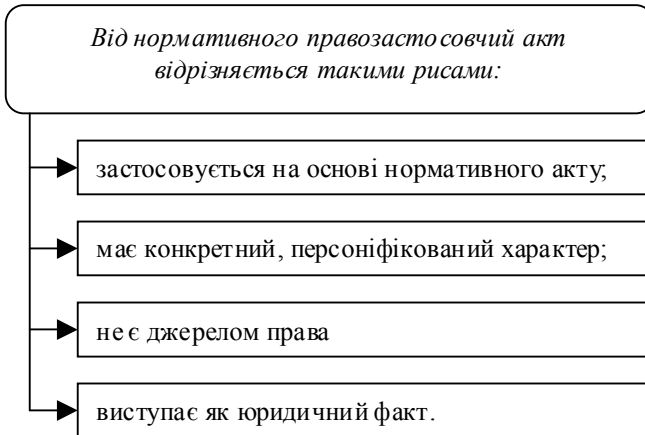 Від нормативного правозастосовчий акт
відрізняється такими рисами:
застосовується на основі нормативного акту;
має конкретний, персоніфікований характер;
не є джерелом права
виступає як юридичний факт.